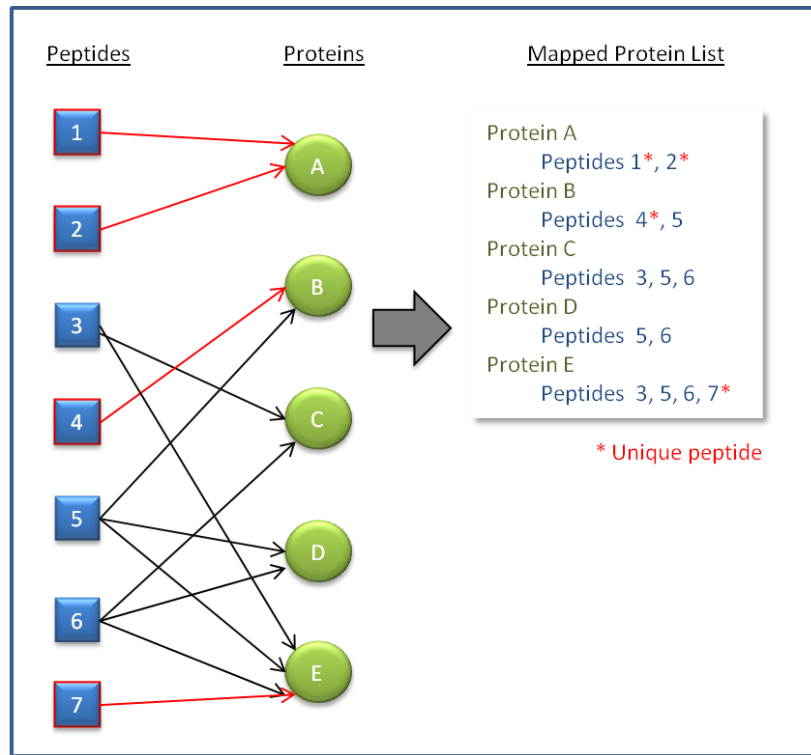 Peptides Proteins Mapped Protein List
1
2
3
4
5
6
7
A
B
C
D
E
Protein A
Peptides 1*, 2*
Protein B
Peptides 4*, 5
Protein C
Peptides 3, 5, 6
Protein D
Peptides 5, 6
Protein E
Peptides 3, 5, 6, 7*
* Unique peptide